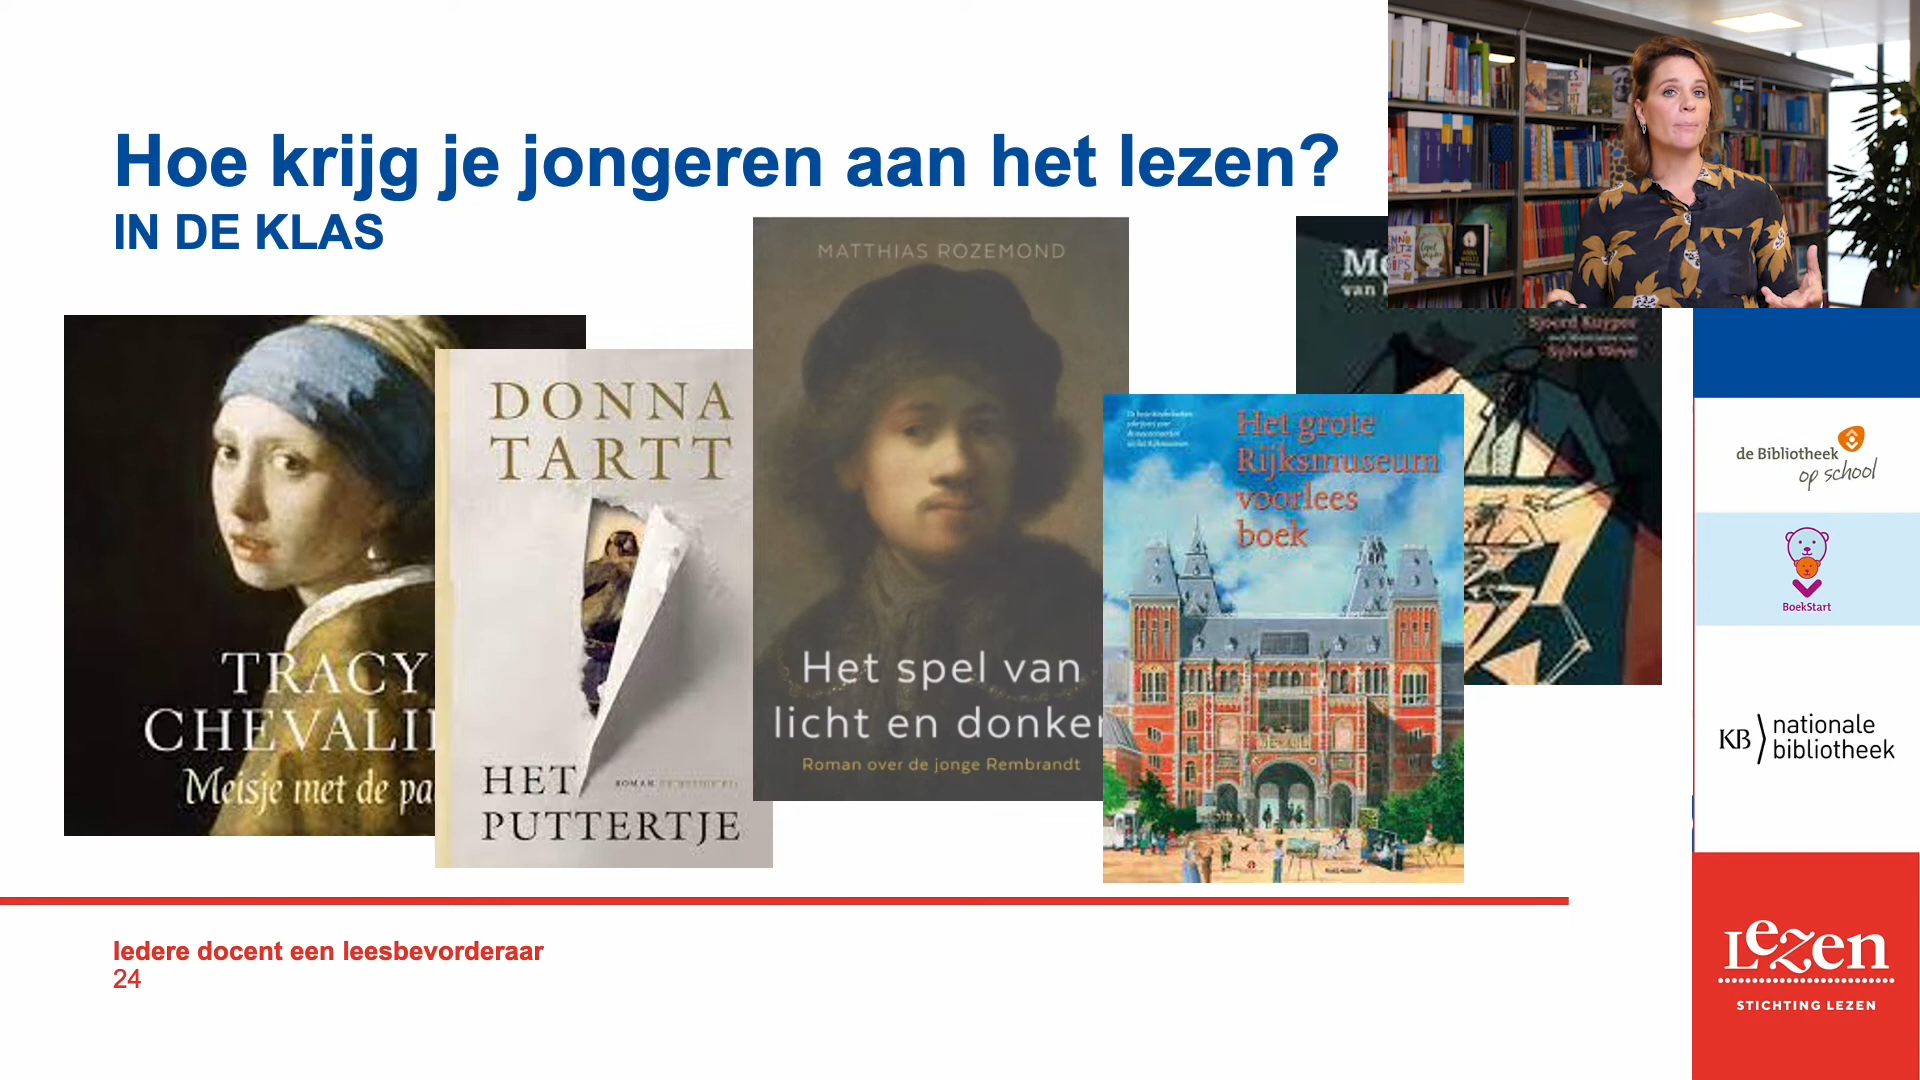 Hoe krijg je jongeren aan het lezen?
IN DE KLAS
TRACY
CHEVALI
Meisje met de pa
DONNA
TARTT
HET
ROMAN
PUTTERTJE
MATTHIAS ROZEMOND
Het spel van
licht en donker
Roman over de jonge Rembrandt
Het grote
Rijksmuseum
voorlees
boek
van
Sjoerd Kuyper
Sylvia Weve
de Bibliotheek
op school
BoekStart
KB nationale
bibliotheek
Lezen
STICHTING LEZEN
Iedere docent een leesbevorderaar
24